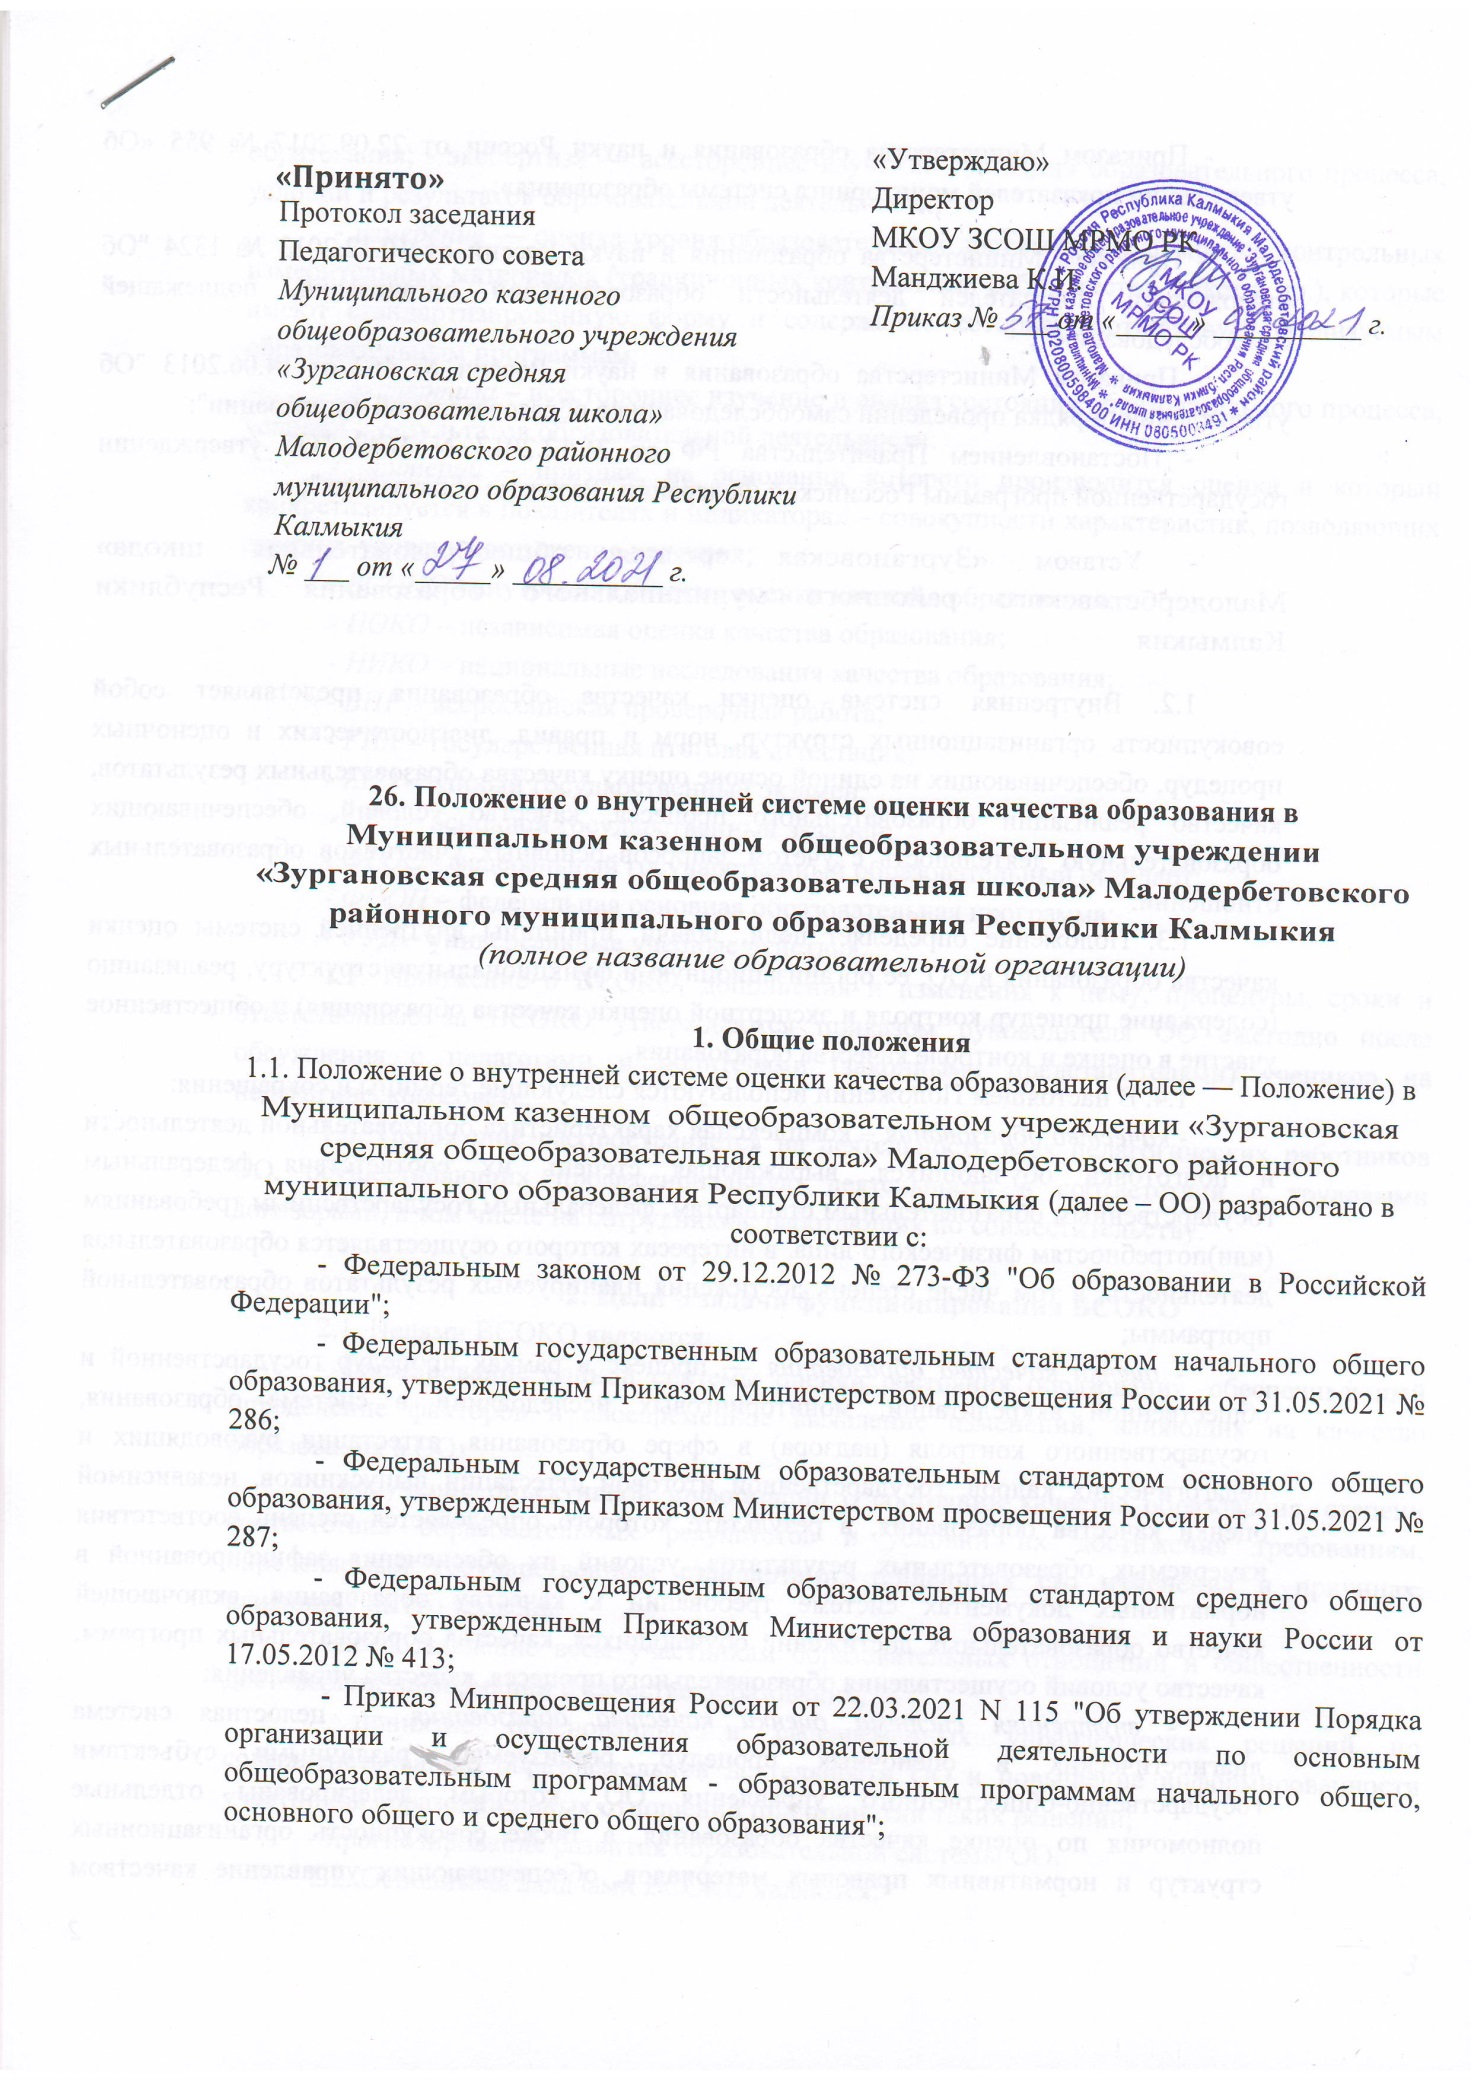 «Принято»
Протокол заседания
Педагогического совета
Муниципального казенного
общеобразовательного учреждения
«Зургановская средняя
общеобразовательная школа»
Малодербетовского районного
муниципального образования Республики
Калмыкия
№ 1 от «27» 08.2021 г.
«Утверждаю»
Директор
МКОУ ЗСОШ МРМО РК
Манджиева К.И
Приказ № 57 от « » 2021 г.
МКОУ
ЗСОШ
МРМО РК
26. Положение о внутренней системе оценки качества образования в
Муниципальном казенном общеобразовательном учреждении
«Зургановская средняя общеобразовательная школа» Малодербетовского
районного муниципального образования Республики Калмыкия
(полное название образовательной организации)
1. Общие положения
1.1. Положение о внутренней системе оценки качества образования (далее — Положение) в
Муниципальном казенном общеобразовательном учреждении «Зургановская
средняя общеобразовательная школа» Малодербетовского районного
муниципального образования Республики Калмыкия (далее – ОО) разработано в
соответствии с:
- Федеральным законом от 29.12.2012 № 273-ФЗ "Об образовании в Российской
Федерации";
- Федеральным государственным образовательным стандартом начального общего
образования, утвержденным Приказом Министерством просвещения России от 31.05.2021 №
286;
- Федеральным государственным образовательным стандартом основного общего
образования, утвержденным Приказом Министерством просвещения России от 31.05.2021 №
287;
- Федеральным государственным образовательным стандартом среднего общего
образования, утвержденным Приказом Министерства образования и науки России от
17.05.2012 № 413;
- Приказ Минпросвещения России от 22.03.2021 N 115 "Об утверждении Порядка
организации и осуществления образовательной деятельности по основным
общеобразовательным программам - образовательным программам начального общего,
основного общего и среднего общего образования";